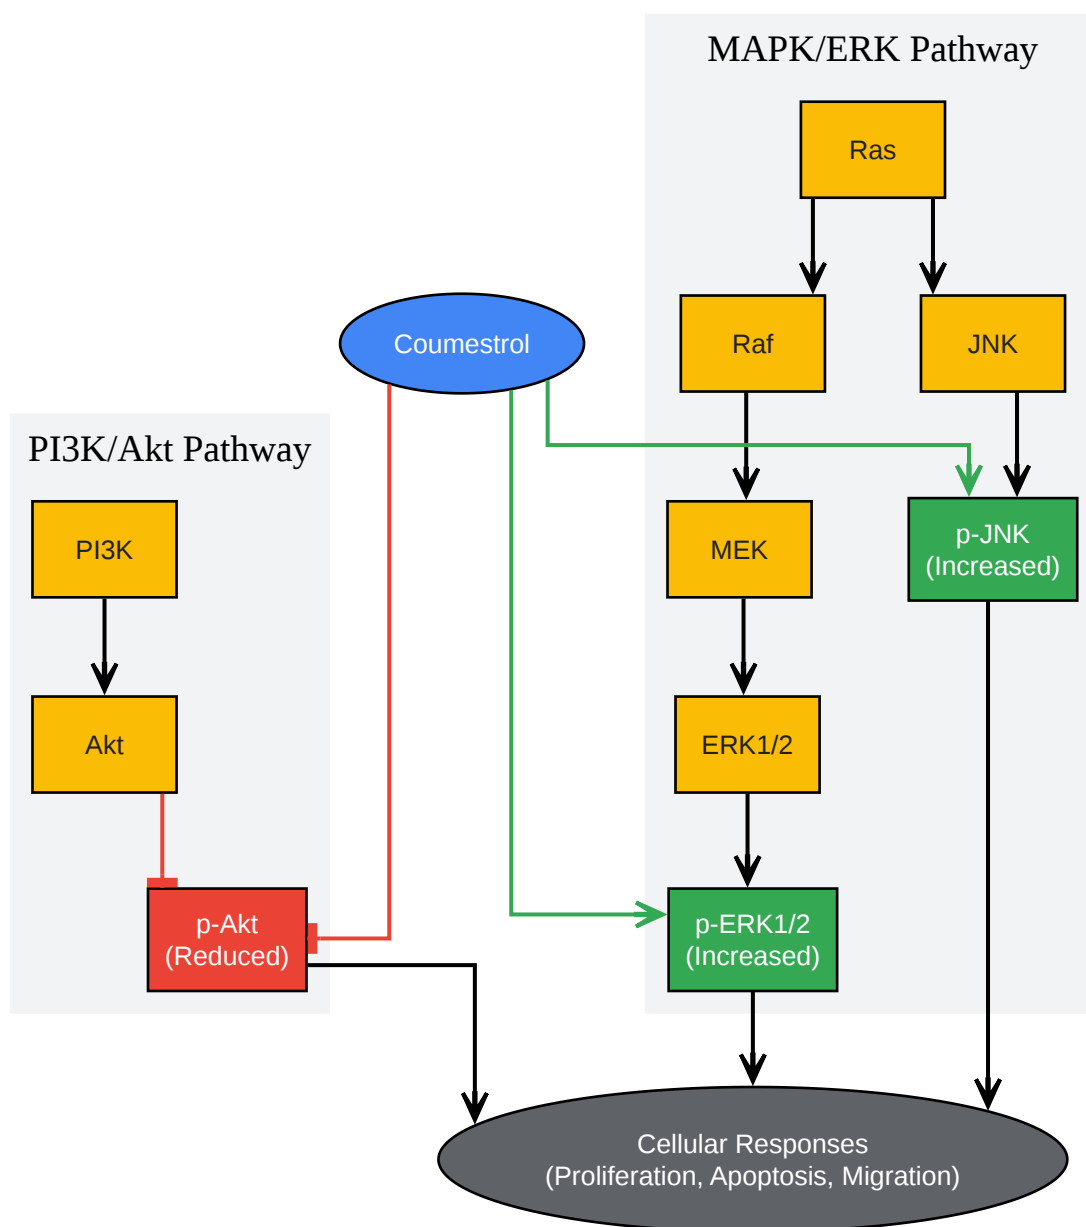 MAPK/ERK Pathway
Ras
Raf
JNK
Coumestrol
PI3K/Akt Pathway
PI3K
MEK
p-JNK
(Increased)
Akt
ERK1/2
p-Akt
(Reduced)
p-ERK1/2
(Increased)
Cellular Responses
(Proliferation, Apoptosis, Migration)